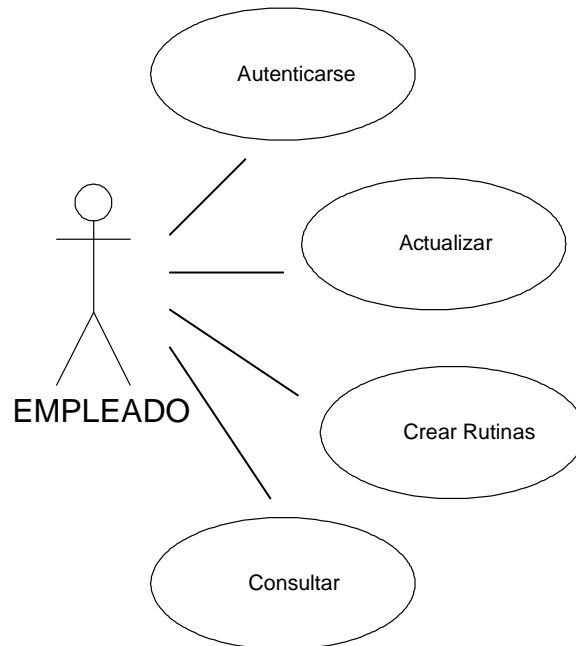 Autenticarse
Actualizar
EMPLEADO
Crear Rutinas
Consultar